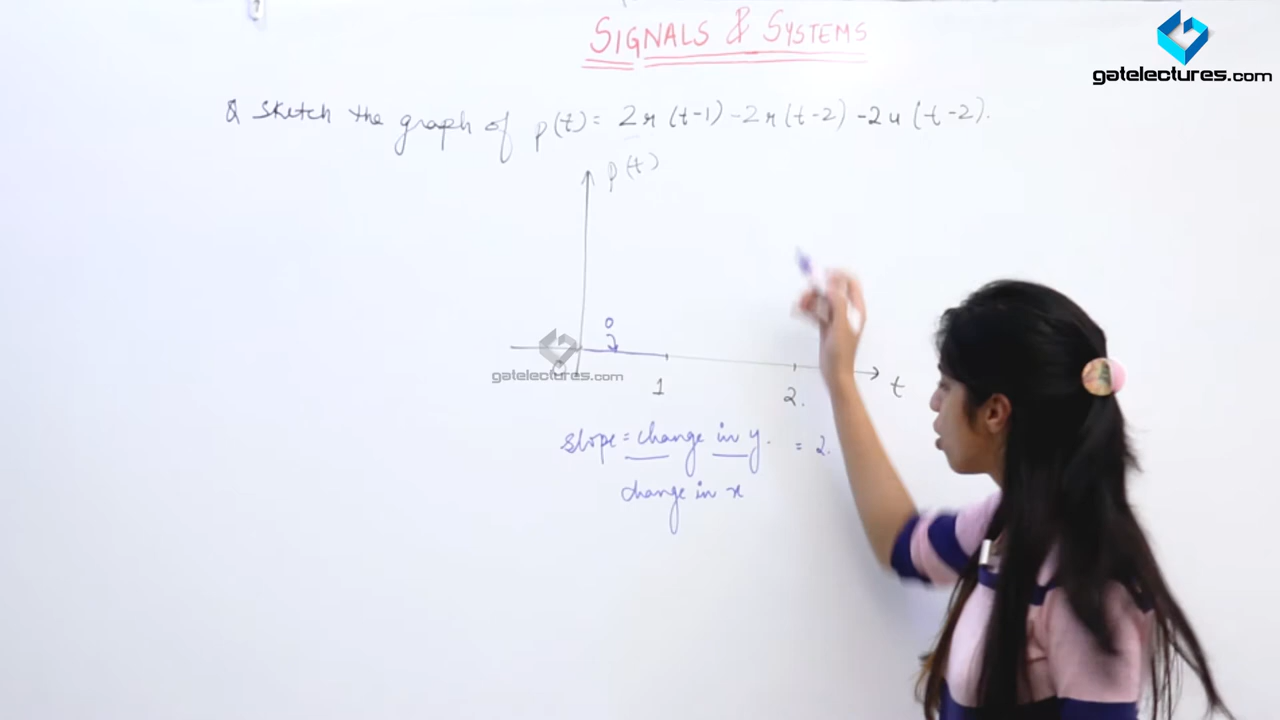 SIGNALS & SYSTEMS
gatelectures.com
Q Sketch the graph of p(t) = 2r(t-1) -2r(t-2) -2u(t-2).
p(t)
0
gatelectures.com
1
2.
t
slope = change in y. = 2.
change in x